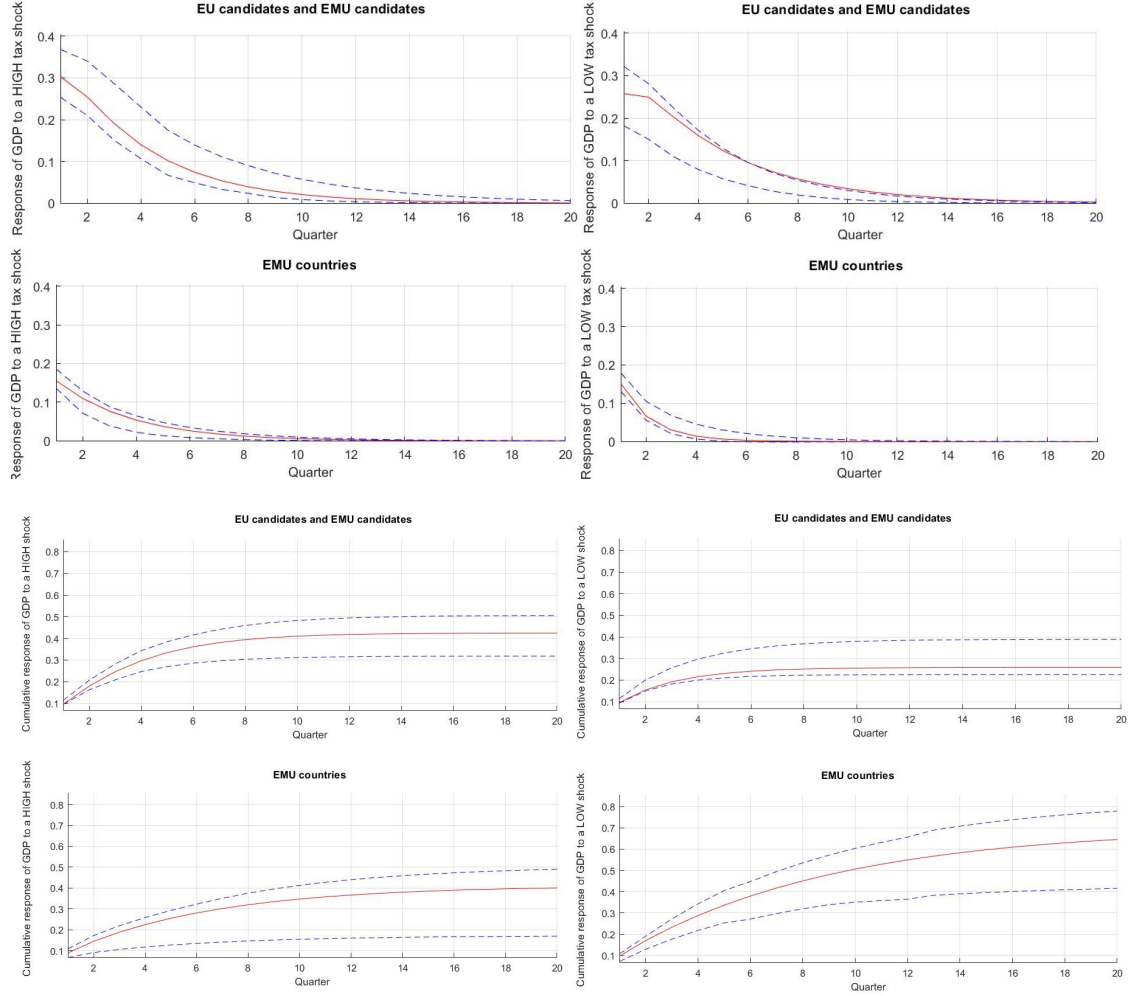 EU candidates and EMU candidates
Response of GDP to a HIGH tax shock
0.4
0.3
0.2
0.1
0
2 4 6 8 10 12 14 16 18 20
Quarter
EU candidates and EMU candidates
Response of GDP to a LOW tax shock
0.4
0.3
0.2
0.1
0
2 4 6 8 10 12 14 16 18 20
Quarter
EMU countries
Response of GDP to a HIGH tax shock
0.4
0.3
0.2
0.1
0
2 4 6 8 10 12 14 16 18 20
Quarter
EMU countries
Response of GDP to a LOW tax shock
0.4
0.3
0.2
0.1
0
2 4 6 8 10 12 14 16 18 20
Quarter
EU candidates and EMU candidates
Cumulative response of GDP to a HIGH shock
0.8
0.7
0.6
0.5
0.4
0.3
0.2
0.1
2 4 6 8 10 12 14 16 18 20
Quarter
EU candidates and EMU candidates
Cumulative response of GDP to a LOW shock
0.8
0.7
0.6
0.5
0.4
0.3
0.2
0.1
2 4 6 8 10 12 14 16 18 20
Quarter
EMU countries
Cumulative response of GDP to a HIGH shock
0.8
0.7
0.6
0.5
0.4
0.3
0.2
0.1
2 4 6 8 10 12 14 16 18 20
Quarter
EMU countries
Cumulative response of GDP to a LOW shock
0.8
0.7
0.6
0.5
0.4
0.3
0.2
0.1
2 4 6 8 10 12 14 16 18 20
Quarter